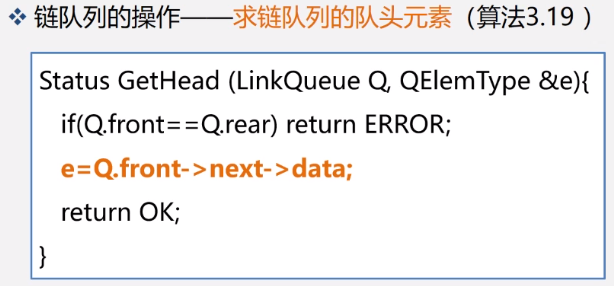 ❖ 链队列的操作——求链队列的队头元素（算法3.19 ）
Status GetHead (LinkQueue Q, QElemType &e){
if(Q.front==Q.rear) return ERROR;
e=Q.front->next->data;
return OK;
}